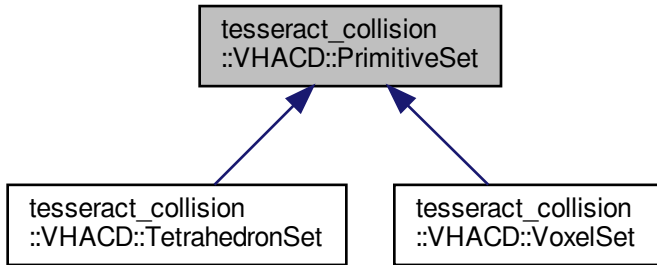 tesseract_collision
::VHACD::PrimitiveSet
tesseract_collision
::VHACD::TetrahedronSet
tesseract_collision
::VHACD::VoxelSet